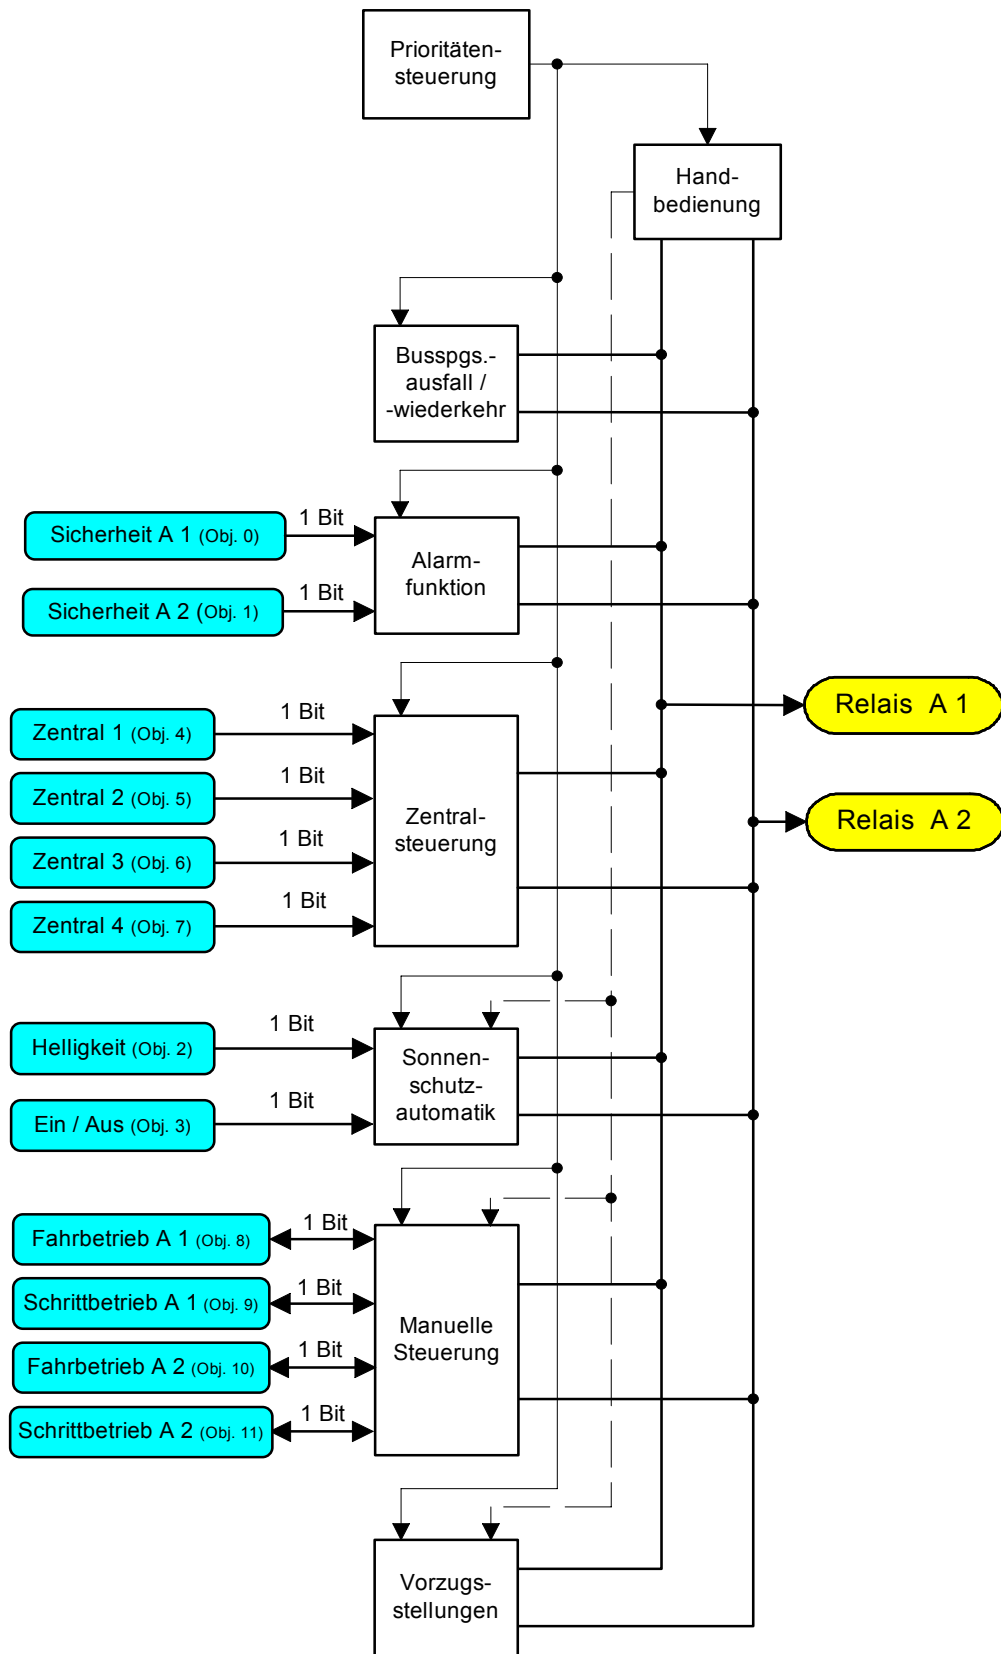 Prioritäten-
steuerung
Hand-
bedienung
Busspgs.-
ausfall /
-wiederkehr
Sicherheit A 1 (Obj. 0)
1 Bit
Sicherheit A 2 (Obj. 1)
1 Bit
Alarm-
funktion
Zentral 1 (Obj. 4)
1 Bit
Zentral 2 (Obj. 5)
1 Bit
Zentral 3 (Obj. 6)
1 Bit
Zentral 4 (Obj. 7)
1 Bit
Zentral-
steuerung
Relais A 1
Relais A 2
Helligkeit (Obj. 2)
1 Bit
Ein / Aus (Obj. 3)
1 Bit
Sonnen-
schutz-
automatik
Fahrbetrieb A 1 (Obj. 8)
1 Bit
Schrittbetrieb A 1 (Obj. 9)
1 Bit
Fahrbetrieb A 2 (Obj. 10)
1 Bit
Schrittbetrieb A 2 (Obj. 11)
1 Bit
Manuelle
Steuerung
Vorzugs-
stellungen